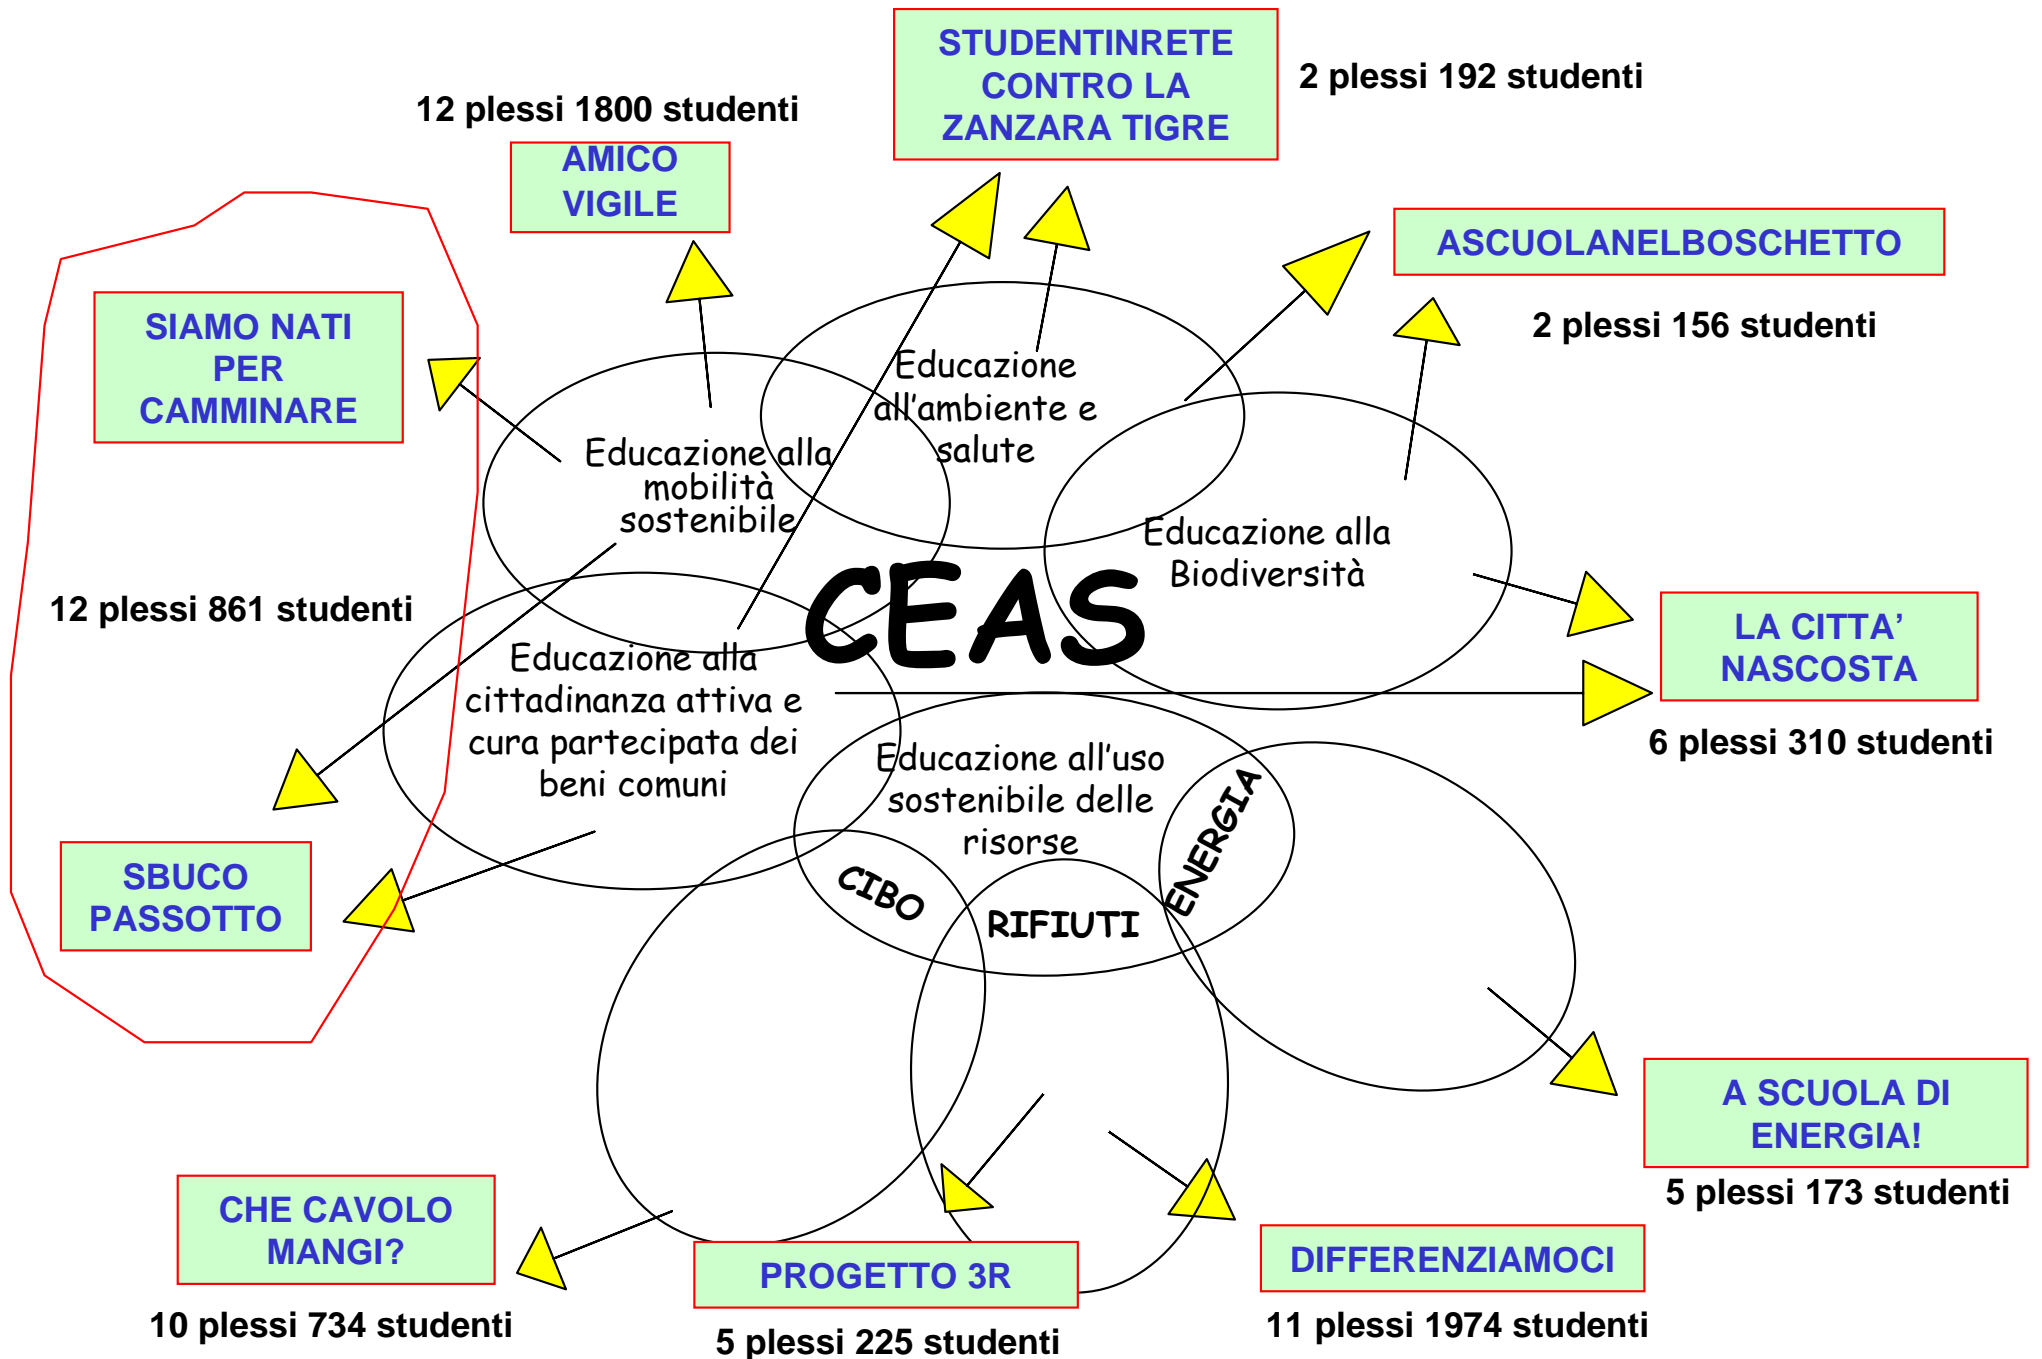 STUDENTINRETE
CONTRO LA
ZANZARA TIGRE
2 plessi 192 studenti
12 plessi 1800 studenti
AMICO
VIGILE
ASCUOLANELBOSCHETTO
2 plessi 156 studenti
SIAMO NATI
PER
CAMMINARE
Educazione
all'ambiente e
salute
Educazione alla
mobilità
sostenibile
Educazione alla
Biodiversità
CEAS
12 plessi 861 studenti
LA CITTA'
NASCOSTA
6 plessi 310 studenti
Educazione alla
cittadinanza attiva e
cura partecipata dei
beni comuni
Educazione all'uso
sostenibile delle
risorse
CIBO
RIFIUTI
ENERGIA
SBUCO
PASSOTTO
A SCUOLA DI
ENERGIA!
5 plessi 173 studenti
CHE CAVOLO
MANGI?
10 plessi 734 studenti
PROGETTO 3R
5 plessi 225 studenti
DIFFERENZIAMOCI
11 plessi 1974 studenti